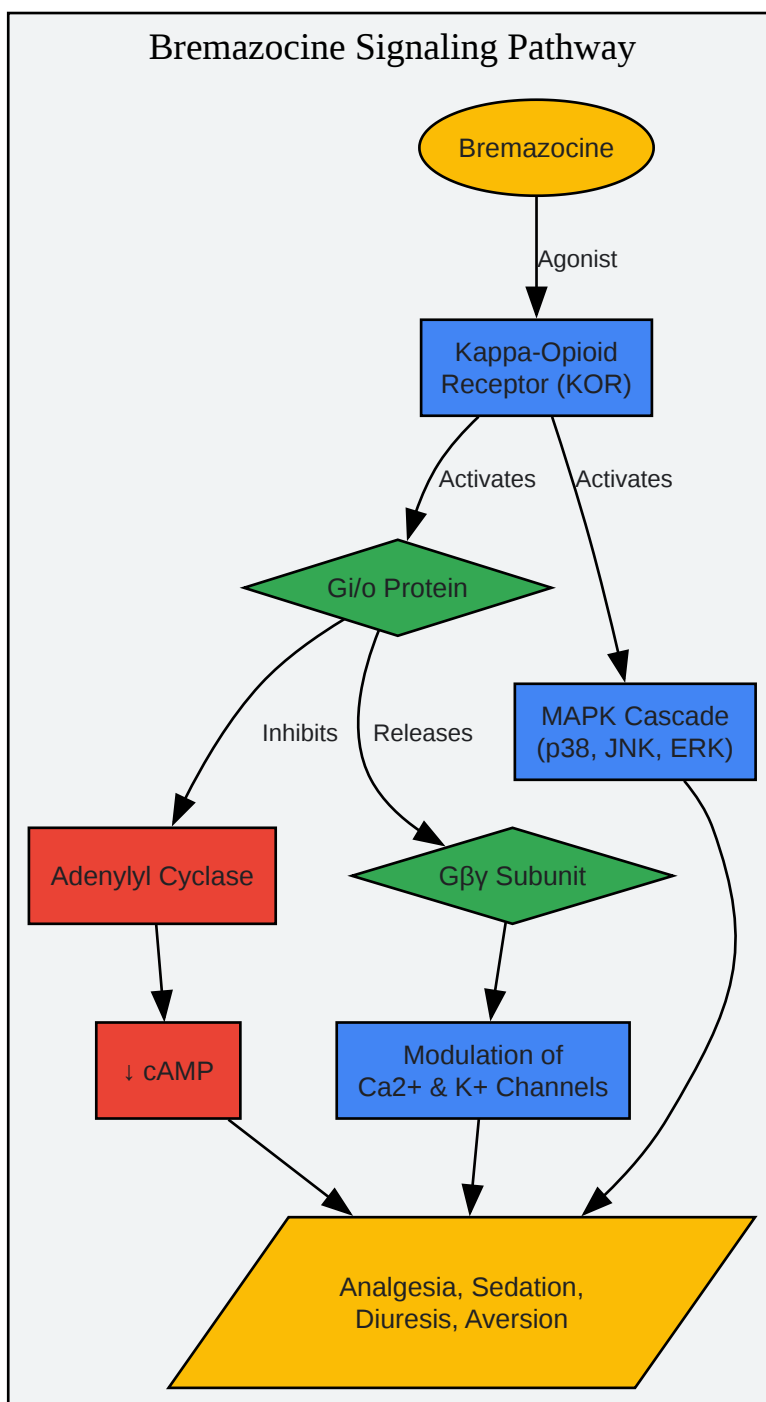 Bremazocine Signaling Pathway
Bremazocine
Agonist
Kappa-Opioid
Receptor (KOR)
Activates
Activates
Gi/o Protein
MAPK Cascade
(p38, JNK, ERK)
Inhibits
Releases
Adenylyl Cyclase
Gβγ Subunit
↓ cAMP
Modulation of
Ca2+ & K+ Channels
Analgesia, Sedation,
Diuresis, Aversion